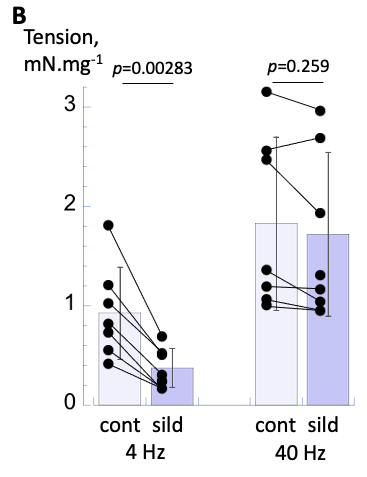 B
Tension,
mN.mg⁻¹
p=0.00283
p=0.259
3
2
1
0
cont sild cont sild
4 Hz 40 Hz